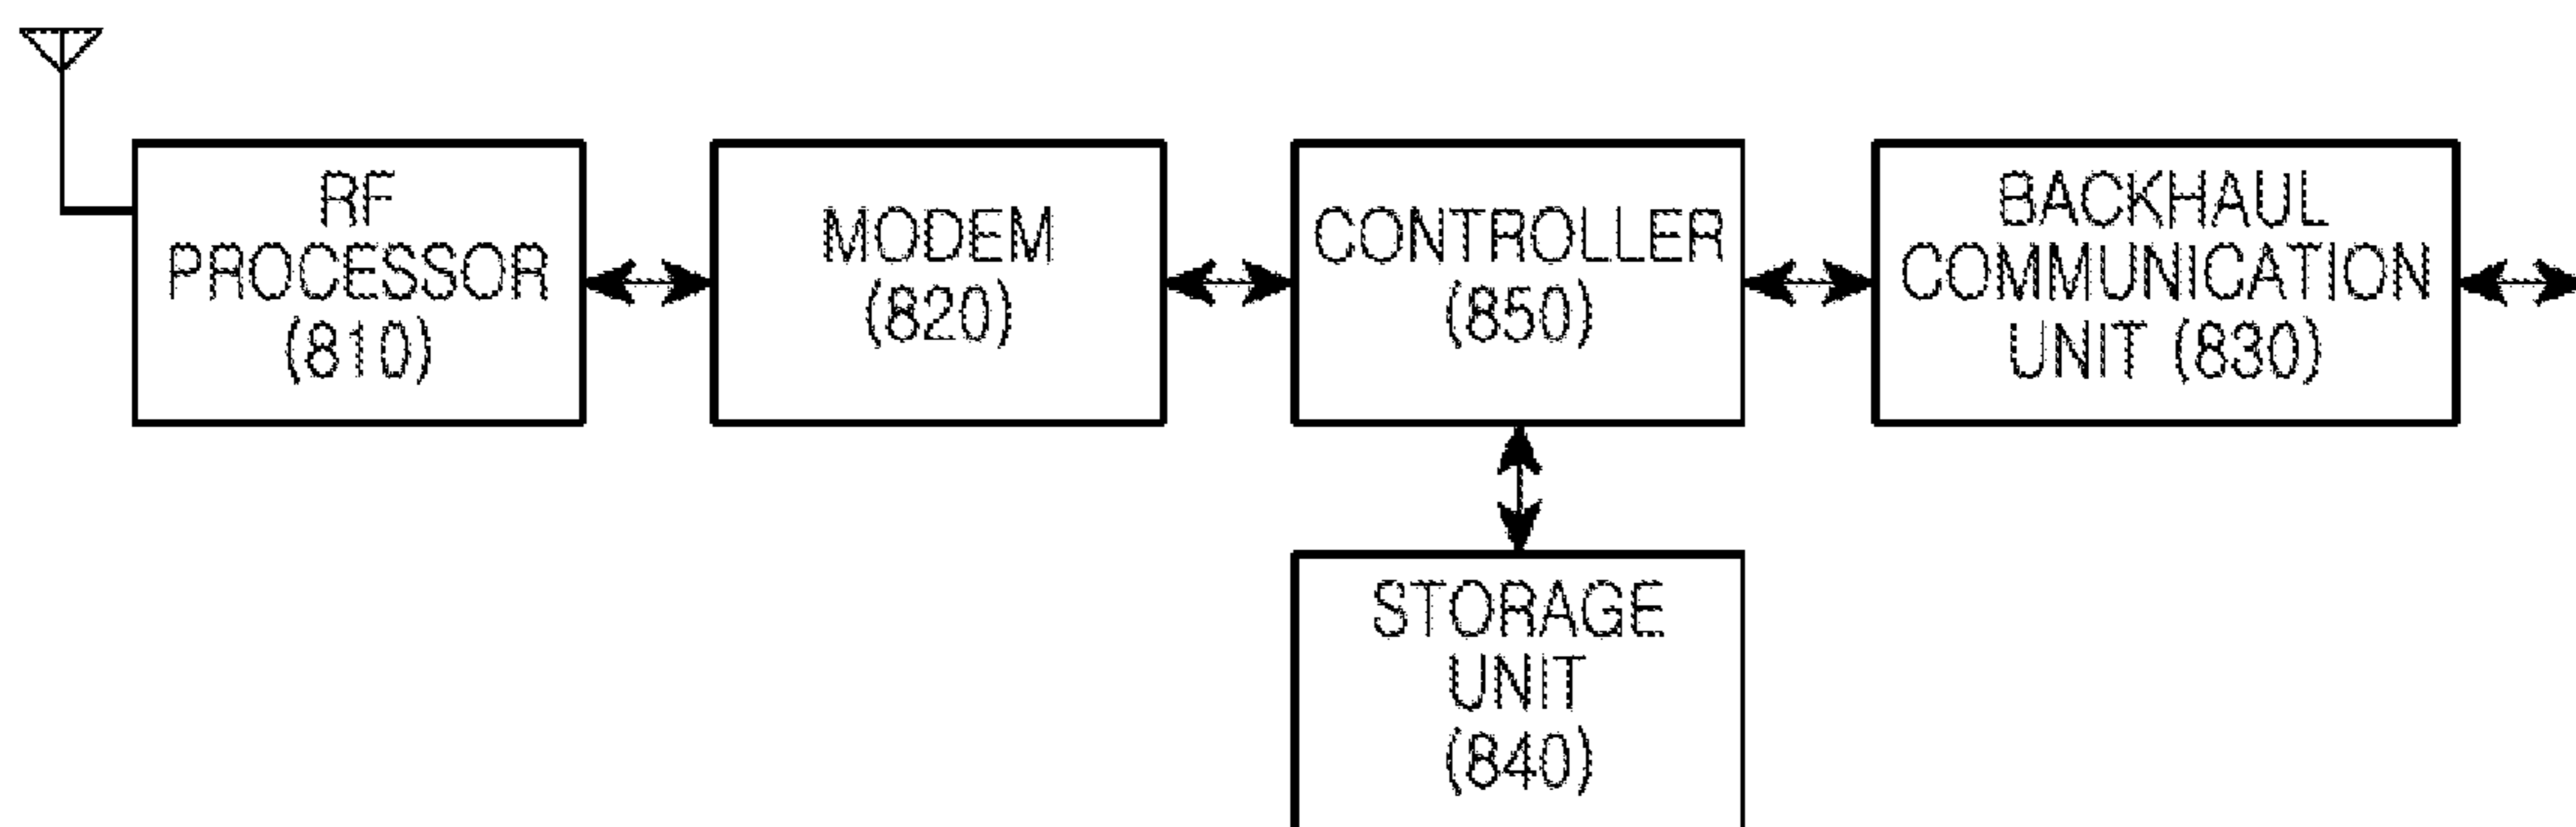 RF
PROCESSOR
(810)
MODEM
(820)
CONTROLLER
(850)
BACKHAUL
COMMUNICATION
UNIT (830)
STORAGE
UNIT
(840)